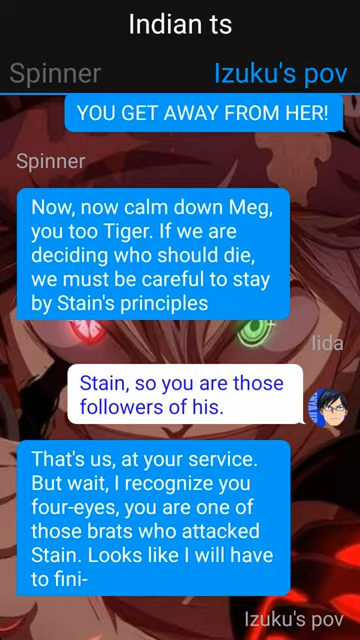 Indian ts
Spinner
Izuku's pov
YOU GET AWAY FROM HER!
Spinner
Now, now calm down Meg,
you too Tiger. If we are
deciding who should die,
we must be careful to stay
by Stain's principles
Iida
Stain, so you are those
followers of his.
That's us, at your service.
But wait, I recognize you
four-eyes, you are one of
those brats who attacked
Stain. Looks like I will have
to fini-
Izuku's pov